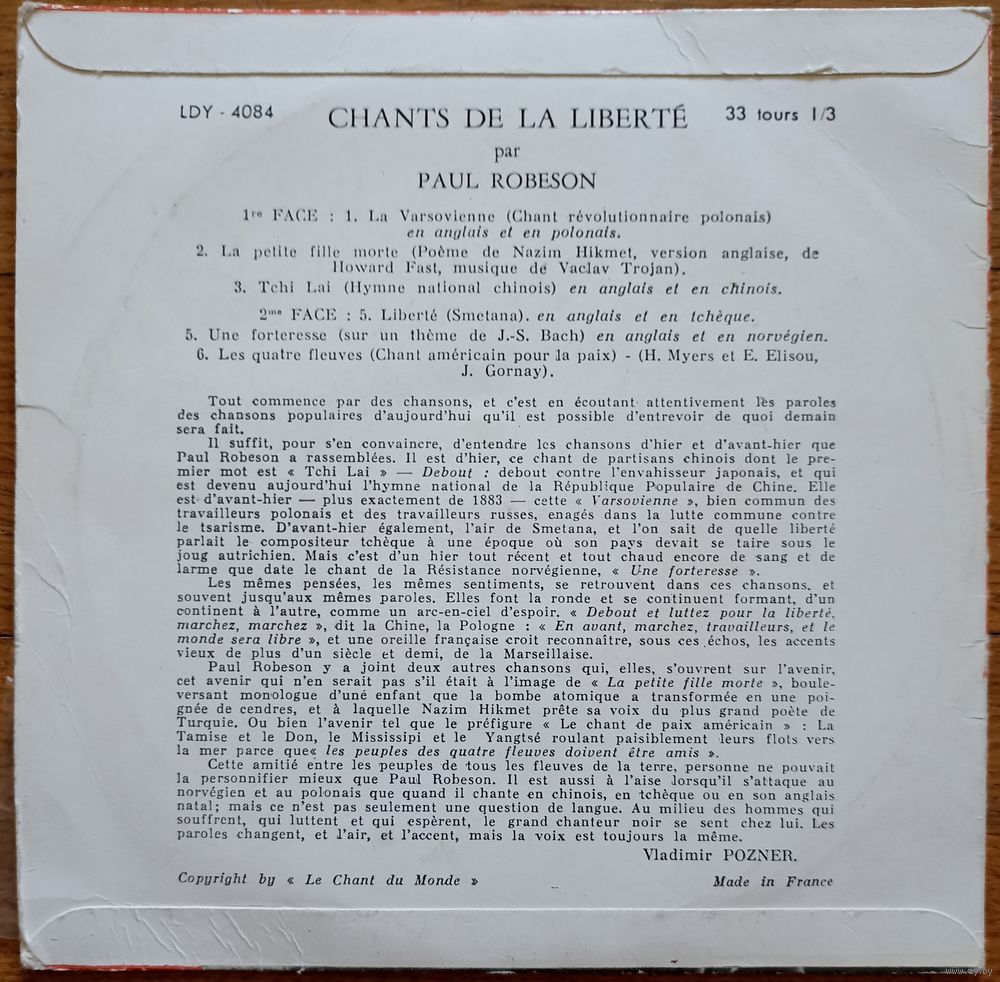 LDY - 4084
CHANTS DE LA LIBERTÉ
33 tours 1/3
par
PAUL ROBESON
1re FACE : 1. La Varsovienne (Chant révolutionnaire polonais)
en anglais et en polonais.
2. La petite fille morte (Poème de Nazim Hikmet, version anglaise, de
Howard Fast, musique de Vaclav Trojan).
3. Tchi Lai (Hymne national chinois) en anglais et en chinois.
2me FACE : 5. Liberté (Smetana). en anglais et en tchèque.
5. Une forteresse (sur un thème de J.-S. Bach) en anglais et en norvégien.
6. Les quatre fleuves (Chant américain pour la paix) - (H. Myers et E. Elisou,
J. Gornay).
Tout commence par des chansons, et c'est en écoutant attentivement lès paroles
des chansons populaires d'aujourd'hui qu'il est possible d'entrevoir de quoi demain
sera fait.
Il suffit, pour s'en convaincre, d'entendre les chansons d'hier et d'avant-hier que
Paul Robeson a rassemblées. Il est d'hier, ce chant de partisans chinois dont le pre-
mier mot est « Tchi Lai » — Debout : debout contre l'envahisseur japonais, et qui
est devenu aujourd'hui l'hymne national de la République Populaire de Chine. Elle
est d'avant-hier — plus exactement de 1883 — cette « Varsovienne », bien commun des
travailleurs polonais et des travailleurs russes, enagés dans la lutte commune contre
le tsarisme. D'avant-hier également, l'air de Smetana, et l'on sait de quelle liberté
parlait le compositeur tchèque à une époque où son pays devait se taire sous le
joug autrichien. Mais c'est d'un hier tout récent et tout chaud encore de sang et de
larme que date le chant de la Résistance norvégienne, « Une forteresse ».
Les mêmes pensées, les mêmes sentiments, se retrouvent dans ces chansons. et
souvent jusqu'aux mêmes paroles. Elles font la ronde et se continuent formant, d'un
continent à l'autre, comme un arc-en-ciel d'espoir. « Debout et luttez pour la liberté,
marchez, marchez », dit la Chine, la Pologne : « En avant, marchez, travailleurs, et le
monde sera libre », et une oreille française croit reconnaître, sous ces échos, les accents
vieux de plus d'un siècle et demi, de la Marseillaise.
Paul Robeson y a joint deux autres chansons qui, elles, s'ouvrent sur l'avenir,
cet avenir qui n'en serait pas s'il était à l'image de « La petite fille morte », boule-
versant monologue d'uné enfant que la bombe atomique a transformée en une poi-
gnée de cendres, et à laquelle Nazim Hikmet prête sa voix du plus grand poète de
Turquie. Ou bien l'avenir tel que le préfigure « Le chant de paix américain » : La
Tamise et le Don, le Mississipi et le Yangtsé roulant paisiblement leurs flots vers
la mer parce que« les peuples des quatre fleuves doivent être amis ».
Cette amitié entre les peuples de tous les fleuves de la terre, personne ne pouvait
la personnifier mieux que Paul Robeson. Il est aussi à l'aise lorsqu'il s'attaque au
norvégien et au polonais que quand il chante en chinois, en tchèque ou en son anglais
natal; mais ce n'est pas seulement une question de langue. Au milieu des hommes qui
souffrent, qui luttent et qui espèrent, le grand chanteur noir se sent chez lui. Les
paroles changent, et l'air, et l'accent, mais la voix est toujours la même.
Vladimir POZNER.
Copyright by « Le Chant du Monde »
Made in France
www.ay.by